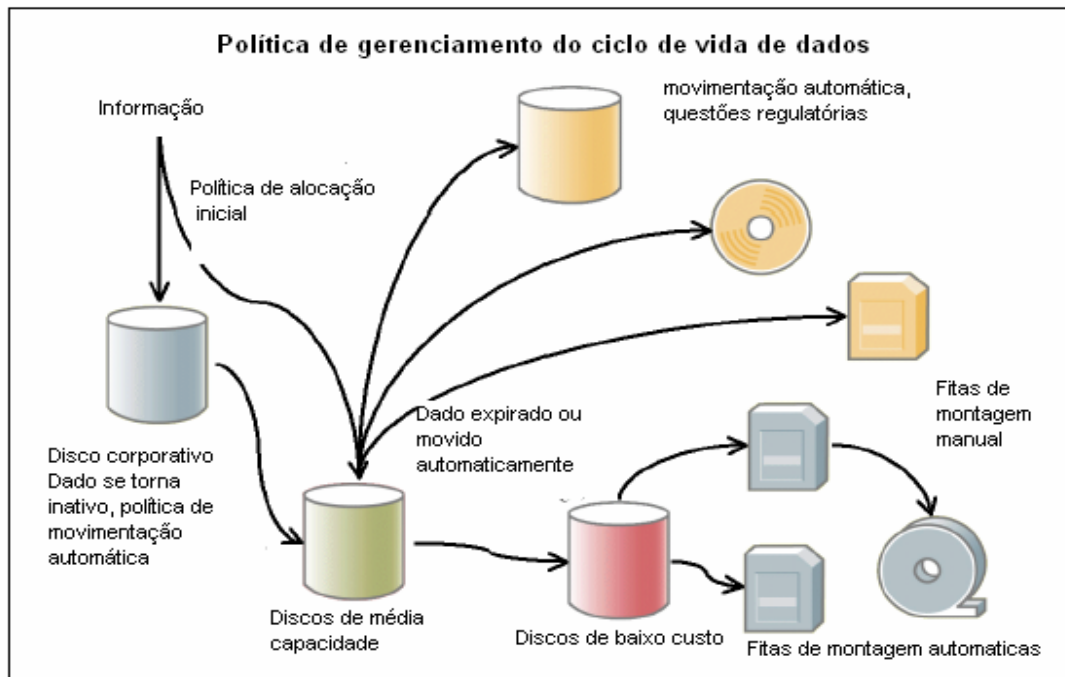 Política de gerenciamento do ciclo de vida de dados
Informação
movimentação automática,
questões regulatórias
Política de alocação
inicial
Dado expirado ou
movido
automaticamente
Fitas de
montagem
manual
Disco corporativo
Dado se torna
inativo, política de
movimentação
automática
Discos de média
capacidade
Discos de baixo custo
Fitas de montagem automaticas